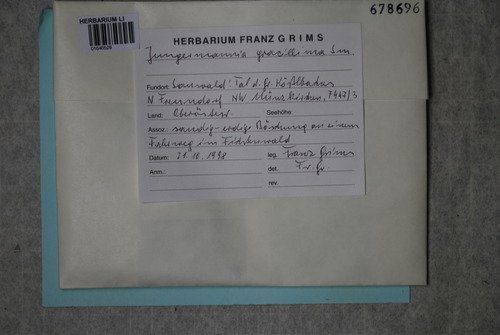 678696
HERBARIUM LI
HERBARIUM FRANZ GRIMS
Jungermannia gracillima Sm.
Fundort: Sauwald: Tal d. gr. Kößlbaches
N Freundorf NW Münzkirchen, 7447/3
Land: Oberösterr. Seehöhe:
Assoz.: sandig-erdige Böschung an einem
Fahrweg im Fichtenwald
Datum: 21.10.1998 leg. Franz Grims
Anm.: det. Fr. Gr.
rev.